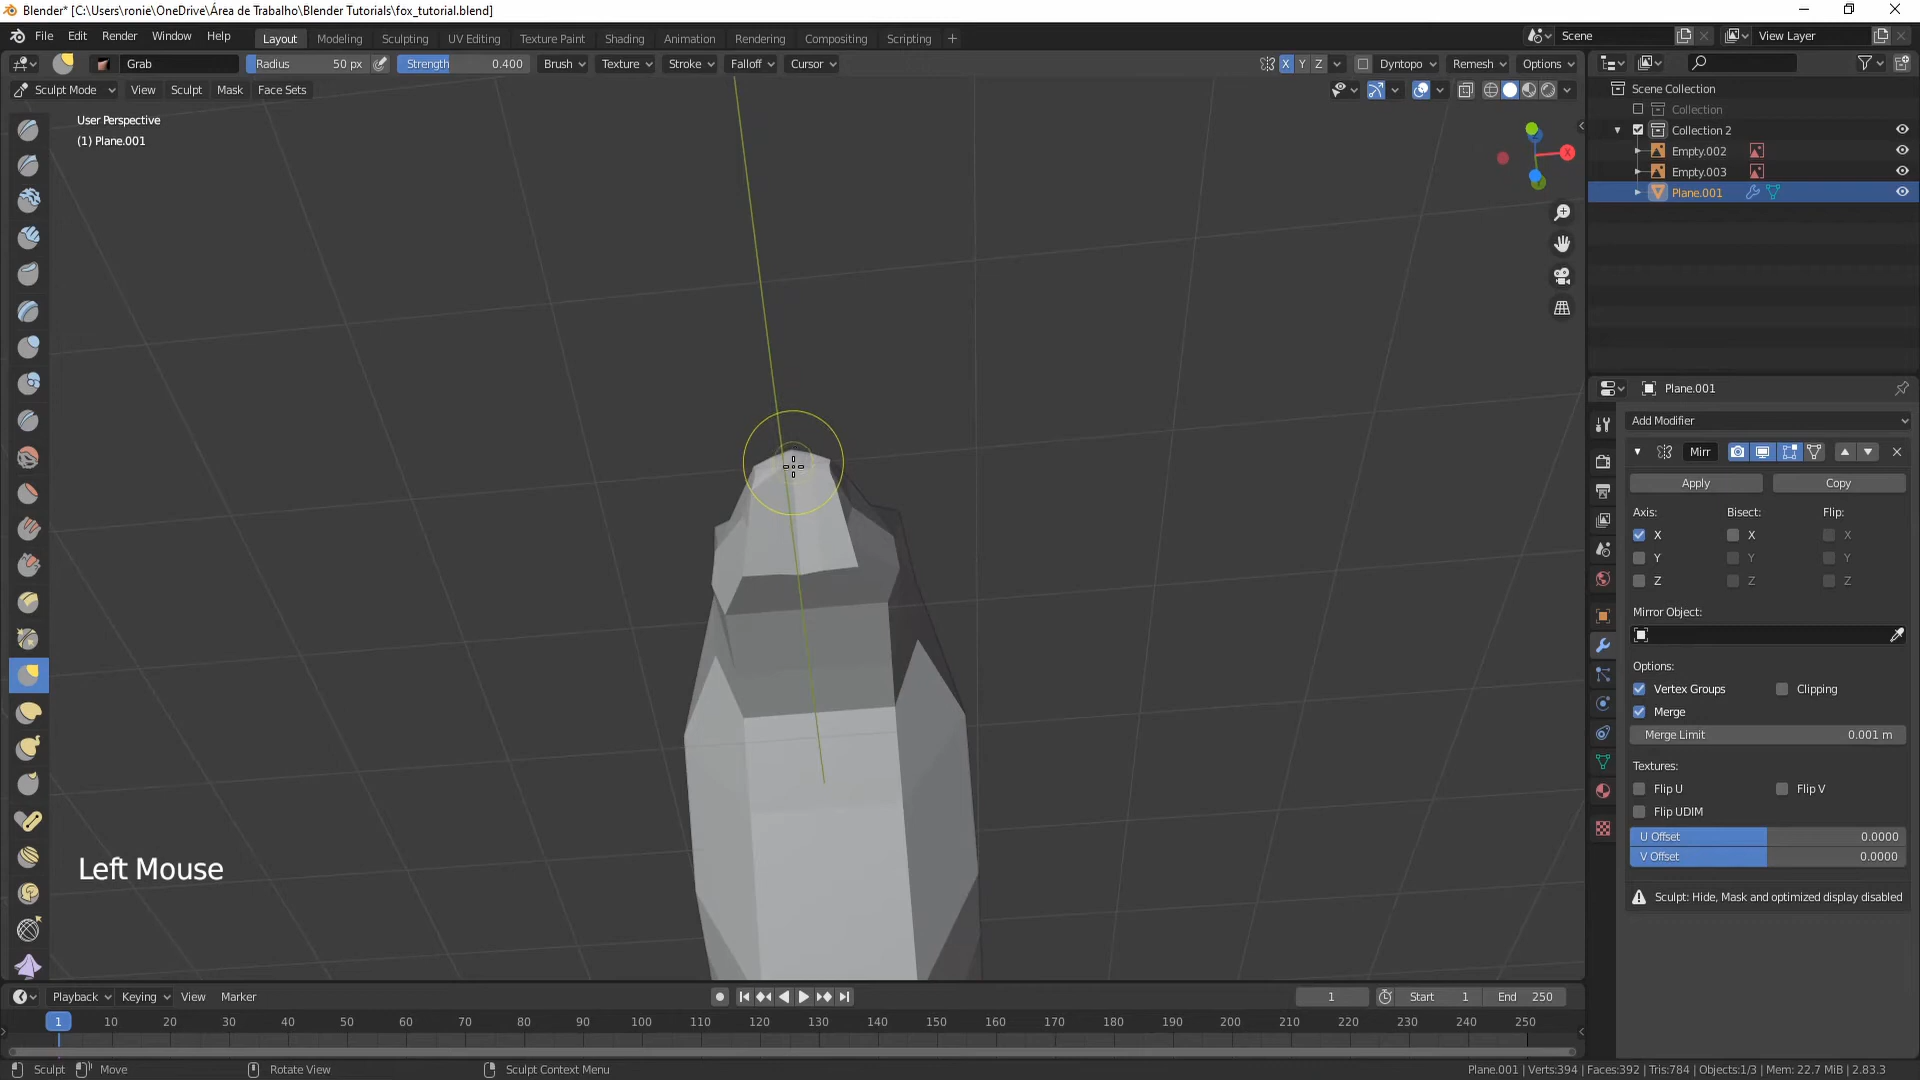 Blender* [C:\Users\ronie\OneDrive\Área de Trabalho\Blender Tutorials\fox_tutorial.blend]
File Edit Render Window Help Layout Modeling Sculpting UV Editing Texture Paint Shading Animation Rendering Compositing Scripting + Scene View Layer
Grab Radius 50 px Strength 0.400 Brush Texture Stroke Falloff Cursor X Y Z Dyntopo Remesh Options
Sculpt Mode View Sculpt Mask Face Sets
User Perspective
(1) Plane.001
X
Scene Collection
Collection
Collection 2
Empty.002
Empty.003
Plane.001
Plane.001
Add Modifier
Mirr
Apply Copy
Axis: Bisect: Flip:
X X X
Y Y Y
Z Z Z
Mirror Object:
Options:
Vertex Groups Clipping
Merge
Merge Limit 0.001 m
Textures:
Flip U Flip V
Flip UDIM
U Offset 0.0000
V Offset 0.0000
Sculpt: Hide, Mask and optimized display disabled
Left Mouse
Playback Keying View Marker 1 Start 1 End 250
1 10 20 30 40 50 60 70 80 90 100 110 120 130 140 150 160 170 180 190 200 210 220 230 240 250
Sculpt Move Rotate View Sculpt Context Menu Plane.001 | Verts:394 | Faces:392 | Tris:784 | Objects:1/3 | Mem: 22.7 MiB | 2.83.3